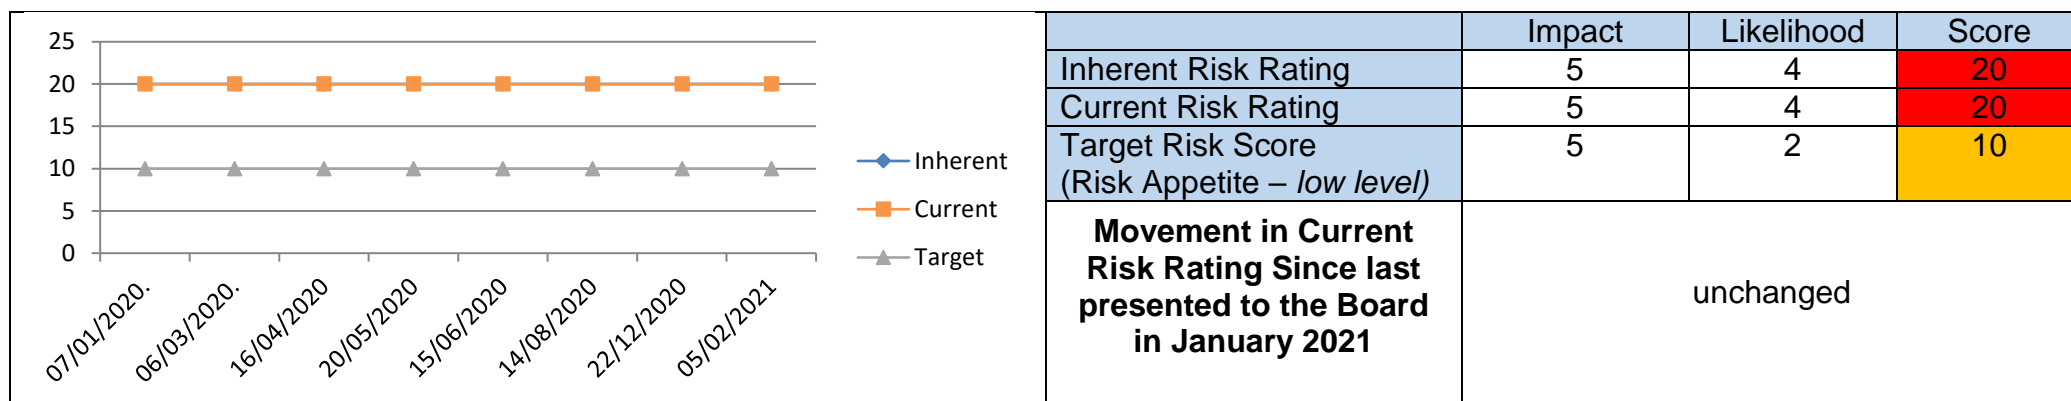 25
20
15
10
5
0
07/01/2020.
06/03/2020.
16/04/2020
20/05/2020
15/06/2020
14/08/2020
22/12/2020
05/02/2021
Inherent
Current
Target
Impact Likelihood Score
Inherent Risk Rating 5 4 20
Current Risk Rating 5 4 20
Target Risk Score 5 2 10
(Risk Appetite – low level)
Movement in Current
Risk Rating Since last
presented to the Board
in January 2021
unchanged